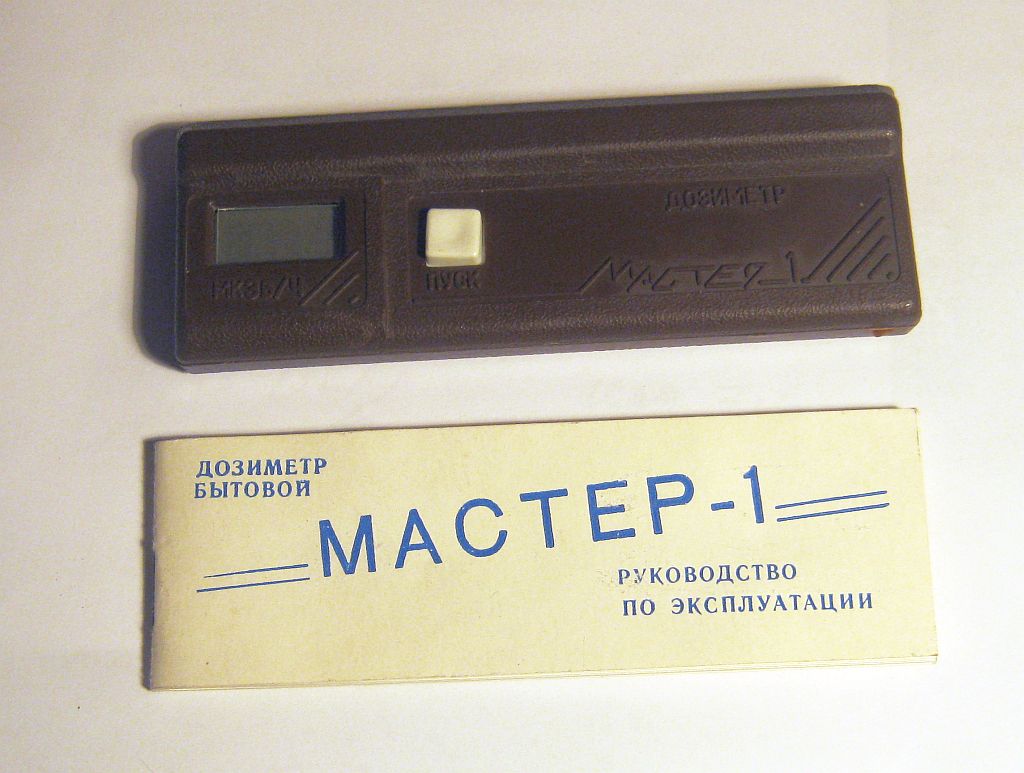 ДОЗИМЕТР
МАСТЕР-1
ПУСК
МКЗВ/Ч
ДОЗИМЕТР
БЫТОВОЙ
МАСТЕР-1
РУКОВОДСТВО
ПО ЭКСПЛУАТАЦИИ